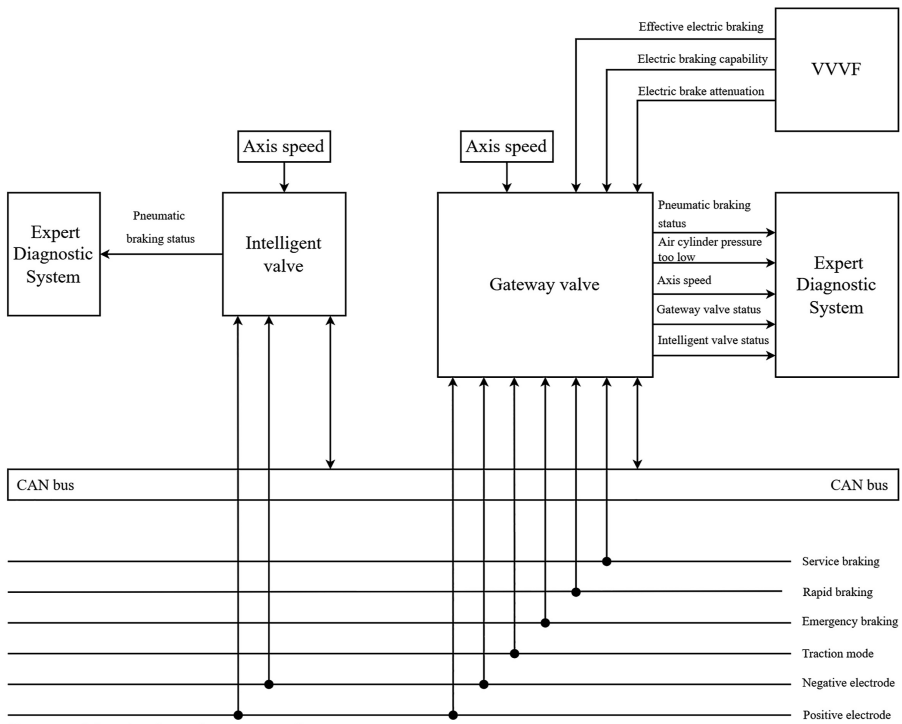 Effective electric braking
Electric braking capability
Electric brake attenuation
VVVF
Axis speed
Axis speed
Expert
Diagnostic
System
Pneumatic
braking status
Intelligent
valve
Gateway valve
Pneumatic braking
status
Air cylinder pressure
too low
Axis speed
Gateway valve status
Intelligent valve status
Expert
Diagnostic
System
CAN bus
CAN bus
Service braking
Rapid braking
Emergency braking
Traction mode
Negative electrode
Positive electrode